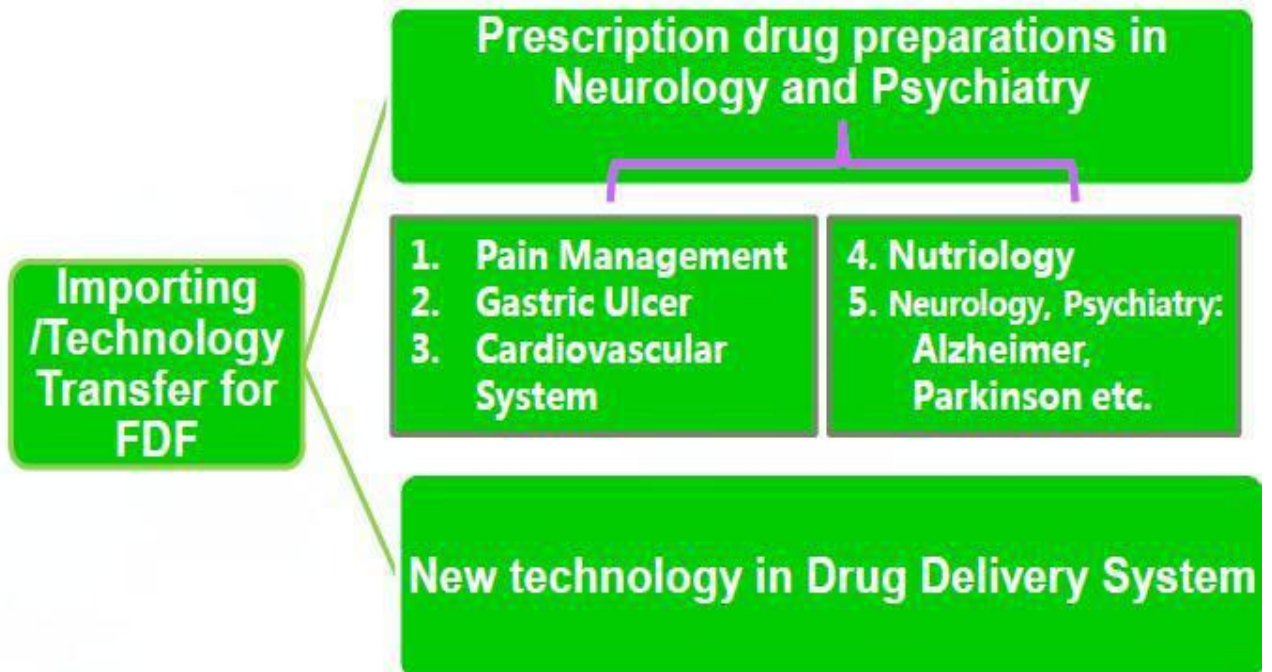 Prescription drug preparations in
Neurology and Psychiatry
Importing
/Technology
Transfer for
FDF
1. Pain Management
2. Gastric Ulcer
3. Cardiovascular
System
4. Nutriology
5. Neurology, Psychiatry:
Alzheimer,
Parkinson etc.
New technology in Drug Delivery System